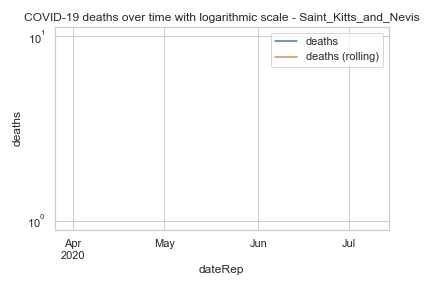 COVID-19 deaths over time with logarithmic scale - Saint_Kitts_and_Nevis
10¹
deaths
deaths (rolling)
deaths
10⁰
Apr
2020
May
Jun
Jul
dateRep